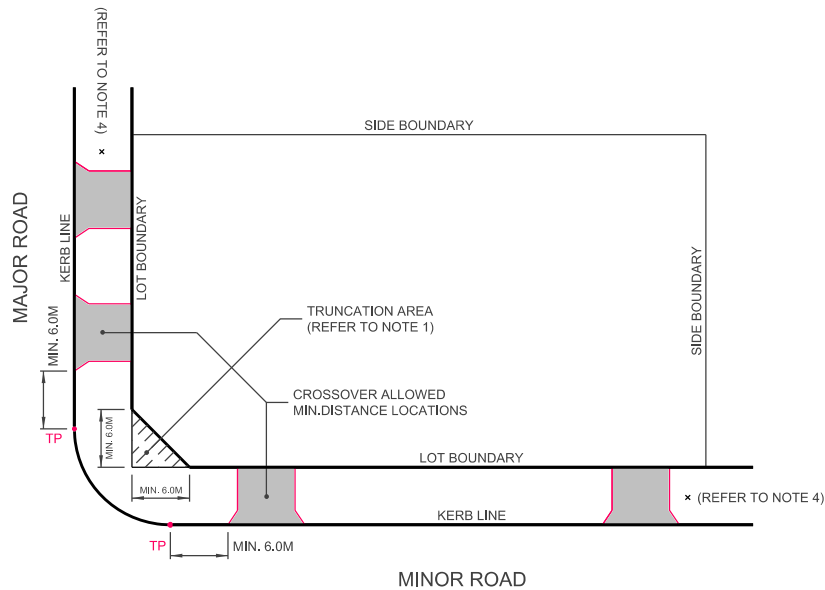 (REFER TO NOTE 4)
×
SIDE BOUNDARY
MAJOR ROAD
KERB LINE
LOT BOUNDARY
SIDE BOUNDARY
TRUNCATION AREA
(REFER TO NOTE 1)
MIN. 6.0M
CROSSOVER ALLOWED
MIN.DISTANCE LOCATIONS
TP
MIN. 6.0M
MIN. 6.0M
LOT BOUNDARY
× (REFER TO NOTE 4)
KERB LINE
TP
MIN. 6.0M
MINOR ROAD